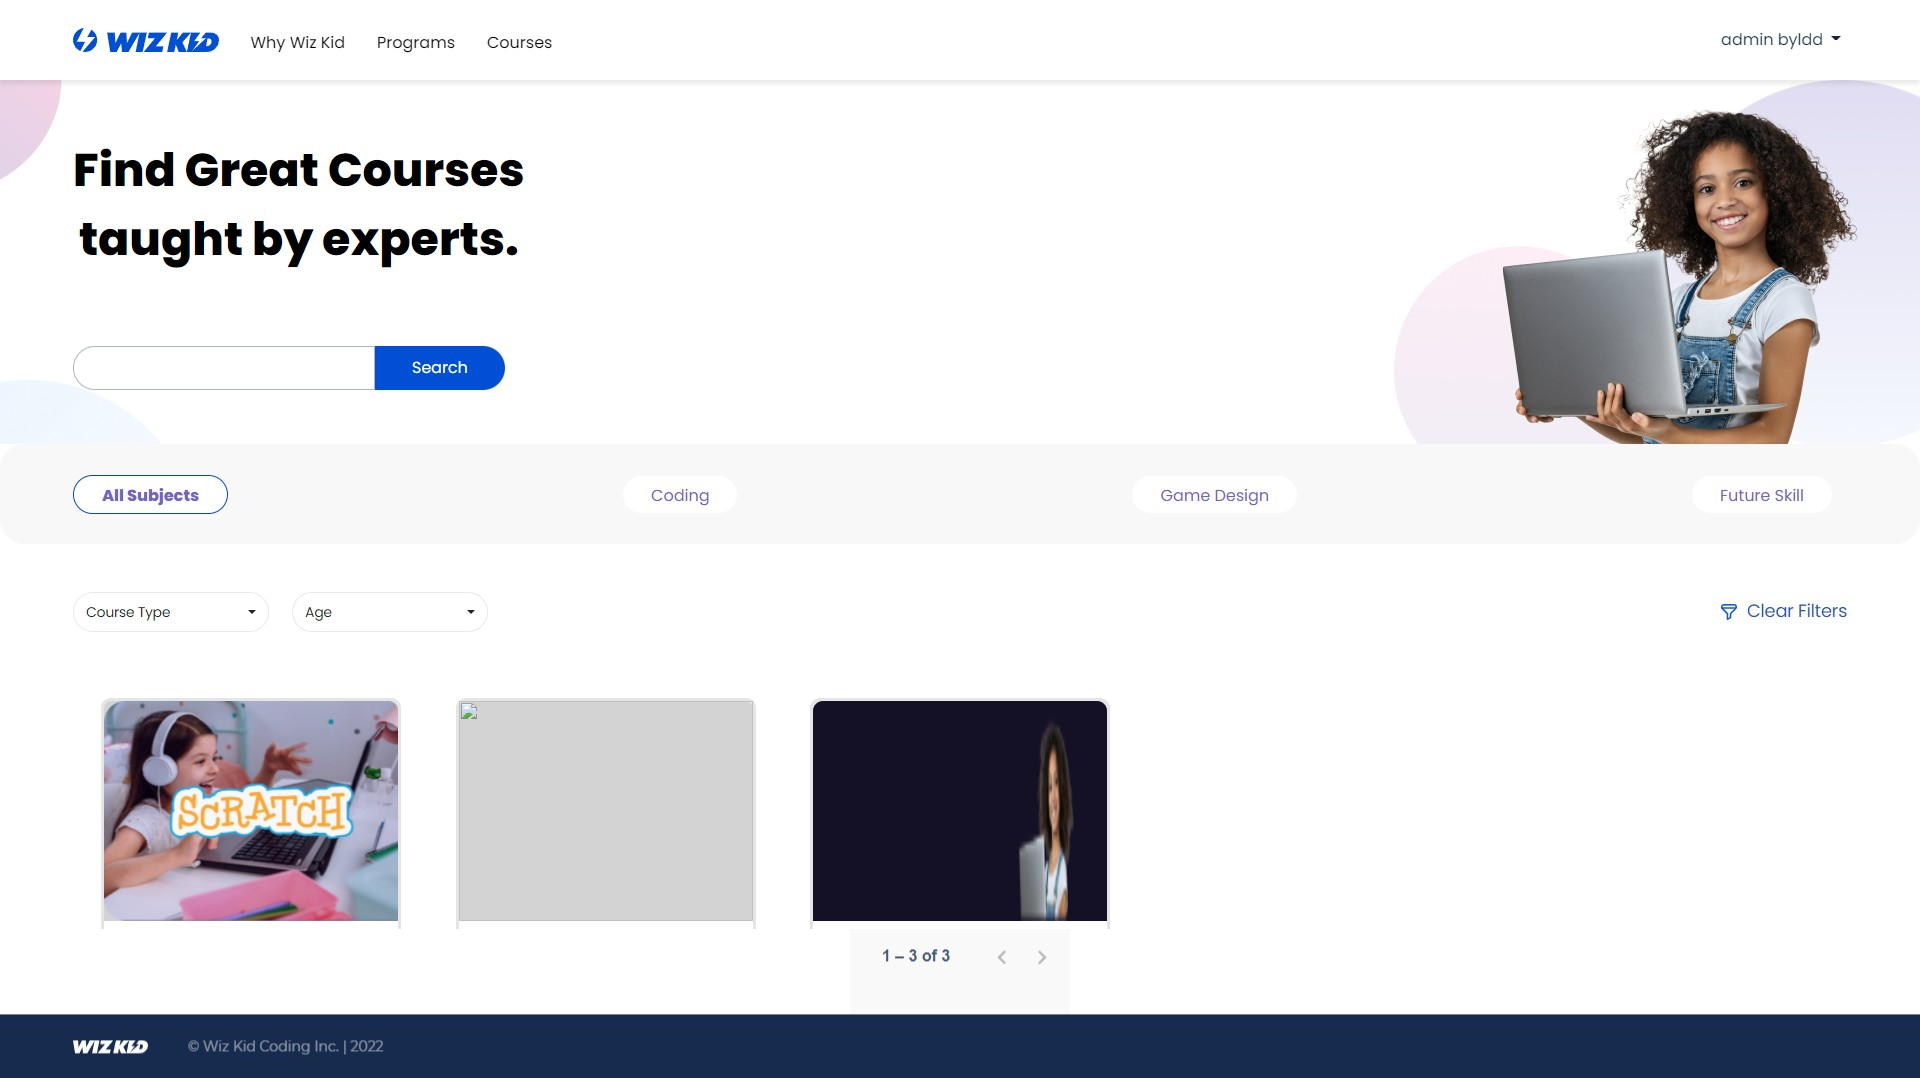 WIZ KID
Why Wiz Kid
Programs
Courses
admin byldd
Find Great Courses
taught by experts.
Search
All Subjects
Coding
Game Design
Future Skill
Course Type
Age
Clear Filters
SCRATCH
1 – 3 of 3
WIZ KID
© Wiz Kid Coding Inc. | 2022